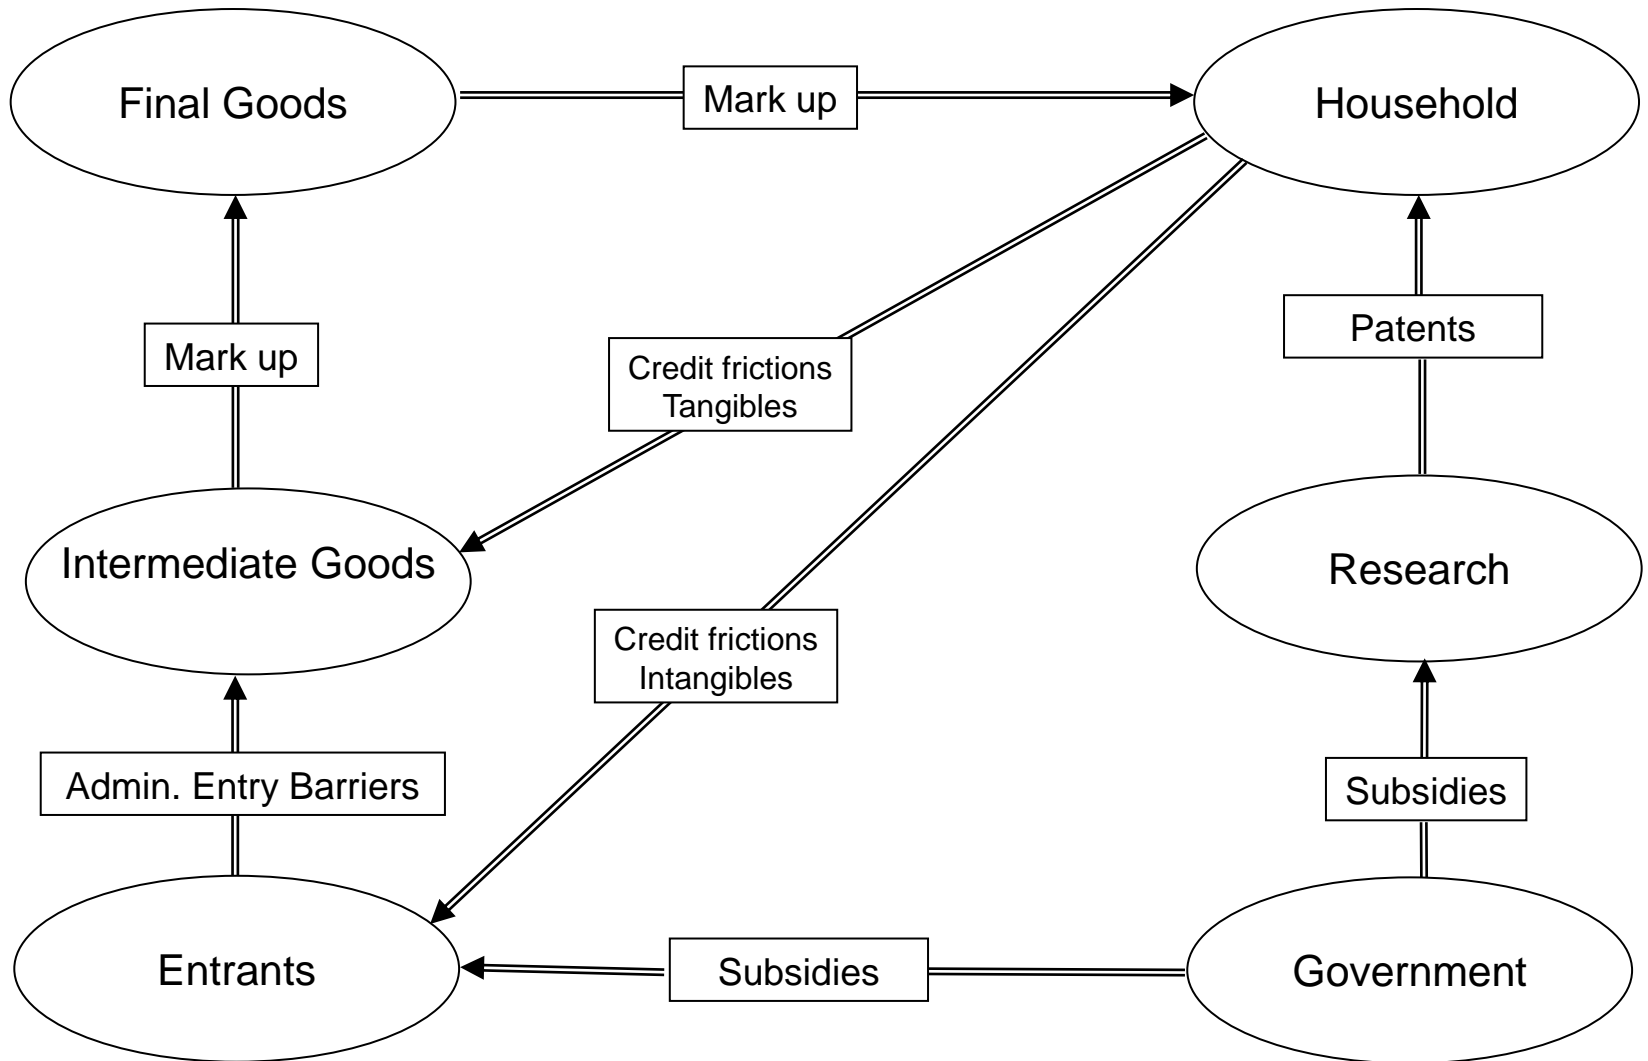 Final Goods
Mark up
Household
Patents
Mark up
Credit frictions
Tangibles
Intermediate Goods
Research
Credit frictions
Intangibles
Admin. Entry Barriers
Subsidies
Entrants
Subsidies
Government